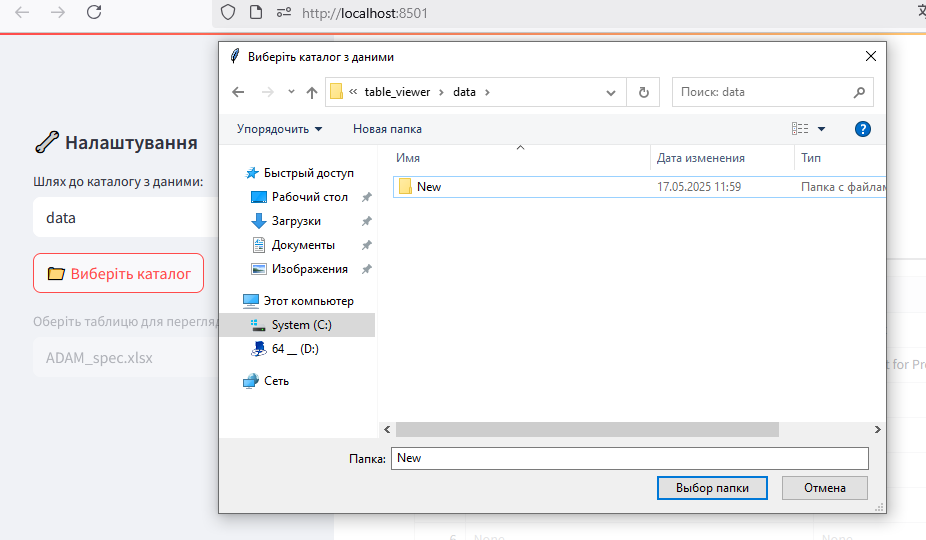 http://localhost:8501
Виберіть каталог з даними
« table_viewer › data ›
Поиск: data
Упорядочить
Новая папка
Налаштування
Шлях до каталогу з даними:
data
Виберіть каталог
Оберіть таблицю для перегляд
ADAM_spec.xlsx
Быстрый доступ
Рабочий стол
Загрузки
Документы
Изображения
Этот компьютер
System (C:)
64 __ (D:)
Сеть
Имя
Дата изменения
Тип
New
17.05.2025 11:59
Папка с файлам
t for Pr
Папка:
New
Выбор папки
Отмена
6
None
None